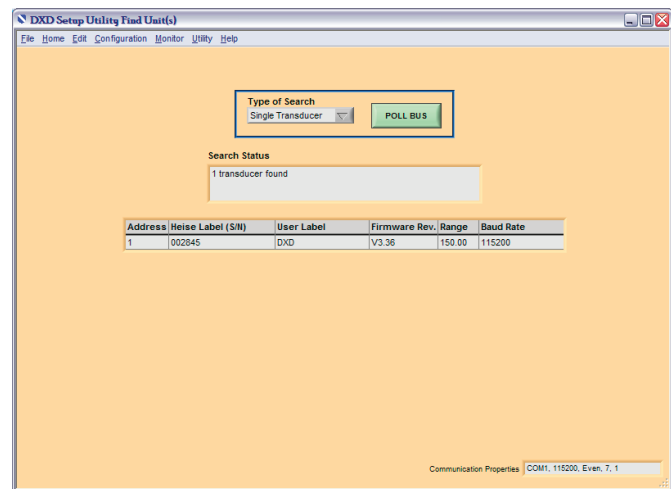 DXD Setup Utility Find Unit(s)
File Home Edit Configuration Monitor Utility Help
Type of Search
Single Transducer
POLL BUS
Search Status
1 transducer found
Address Heise Label (S/N) User Label Firmware Rev. Range Baud Rate
1 002845 DXD V3.36 150.00 115200
Communication Properties COM1, 115200, Even, 7, 1